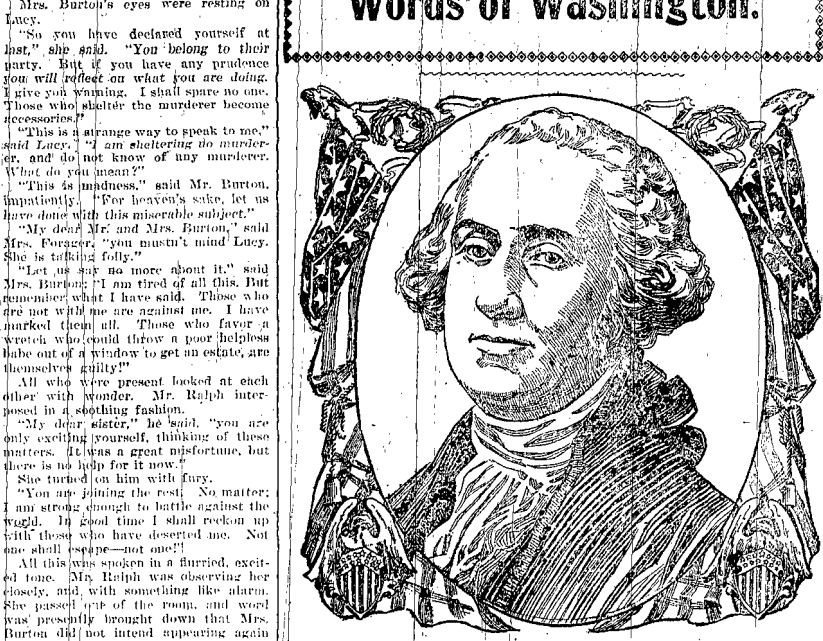 Mrs. Burton's eyes were resting on
Lucy.
"So you have declared yourself at
last," she said. "You belong to their
party. But if you have any prudence
you will reflect on what you are doing.
I give you warning. I shall spare no one.
Those who shelter the murderer become
accessories."
"This is a strange way to speak to me,"
said Lucy. "I am sheltering no murder-
er, and do not know of any murderer.
What do you mean?"
"This is madness," said Mr. Burton,
impatiently. "For heaven's sake, let us
have done with this miserable subject."
"My dear Mr. and Mrs. Burton," said
Mrs. Forager, "you mustn't mind Lucy.
She is talking folly."
"Let us say no more about it," said
Mrs. Burton; "I am tired of all this. But
remember what I have said. Those who
are not with me are against me. I have
marked them all. Those who favor a
wretch who could throw a poor helpless
babe out of a window to get an estate, are
themselves guilty!"
All who were present looked at each
other with wonder. Mr. Ralph inter-
posed in a soothing fashion.
"My dear sister," he said, "you are
only exciting yourself, thinking of these
matters. It was a great misfortune, but
there is no help for it now."
She turned on him with fury.
"You are joining the rest. No matter;
I am strong enough to battle against the
world. In good time I shall reckon up
with those who have deserted me. Not
one shall escape—not one!"
All this was spoken in a flurried, excit-
ed tone. Mr. Ralph was observing her
closely, and with something like alarm.
She passed out of the room, and word
was presently brought down that Mrs.
Burton did not intend appearing again
Words of Washington.